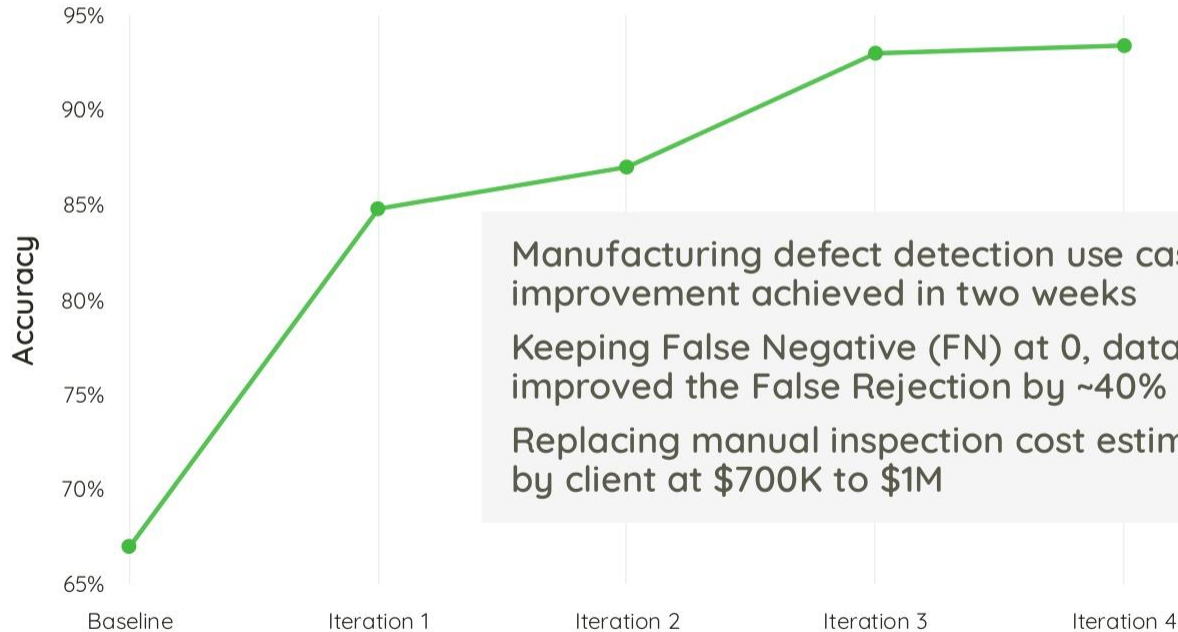 95%
90%
85%
80%
75%
70%
65%
Accuracy
Manufacturing defect detection use
improvement achieved in two weeks
Keeping False Negative (FN) at 0, data
improved the False Rejection by ~40%
Replacing manual inspection cost
by client at $700K to $1M
Baseline
Iteration 1
Iteration 2
Iteration 3
Iteration 4